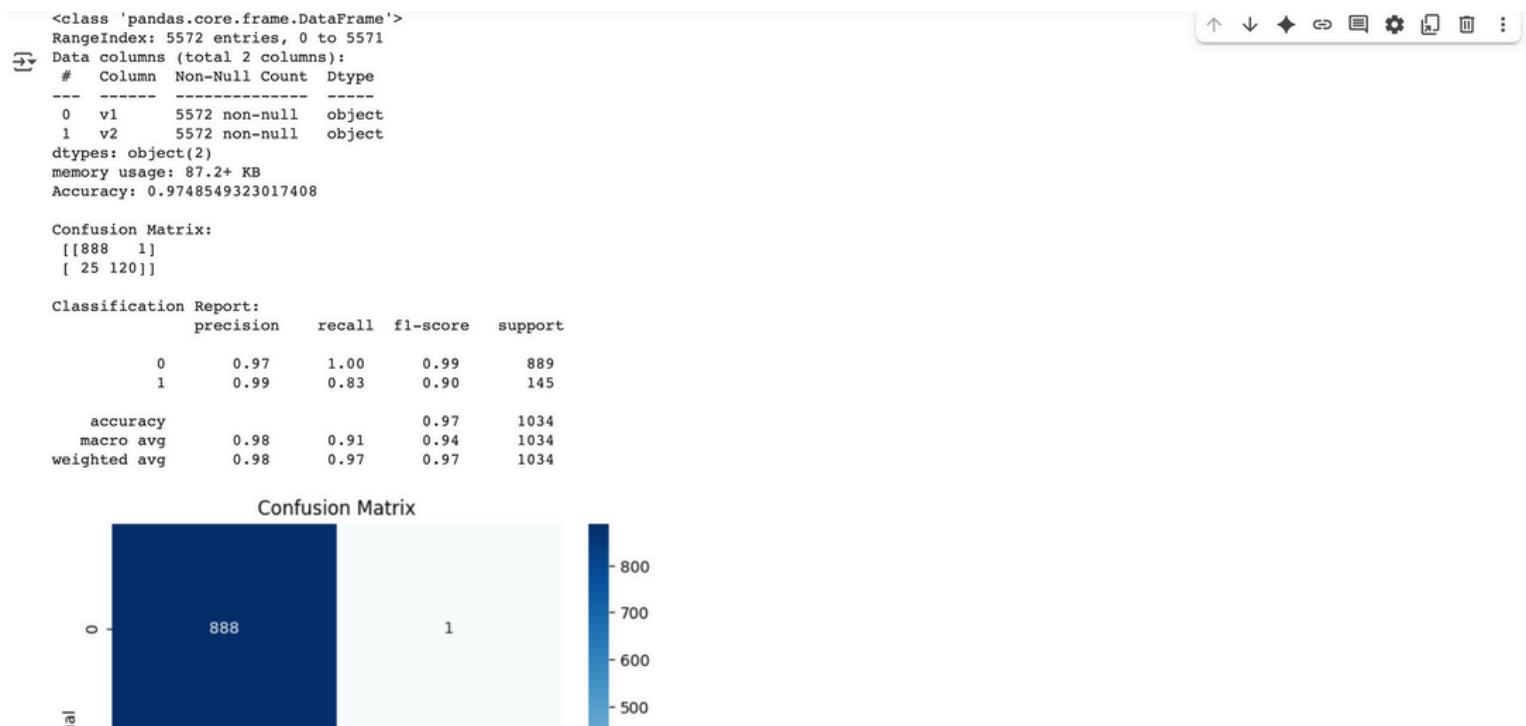 <class 'pandas.core.frame.DataFrame'>
RangeIndex: 5572 entries, 0 to 5571
Data columns (total 2 columns):
 #   Column  Non-Null Count  Dtype
---  ------  --------------  -----
 0   v1      5572 non-null   object
 1   v2      5572 non-null   object
dtypes: object(2)
memory usage: 87.2+ KB
Accuracy: 0.9748549323017408
Confusion Matrix:
 [[888   1]
 [ 25 120]]
Classification Report:
              precision    recall  f1-score   support
           0       0.97      1.00      0.99       889
           1       0.99      0.83      0.90       145
    accuracy                           0.97      1034
   macro avg       0.98      0.91      0.94      1034
weighted avg       0.98      0.97      0.97      1034
Confusion Matrix
800
700
0 888 1
600
500